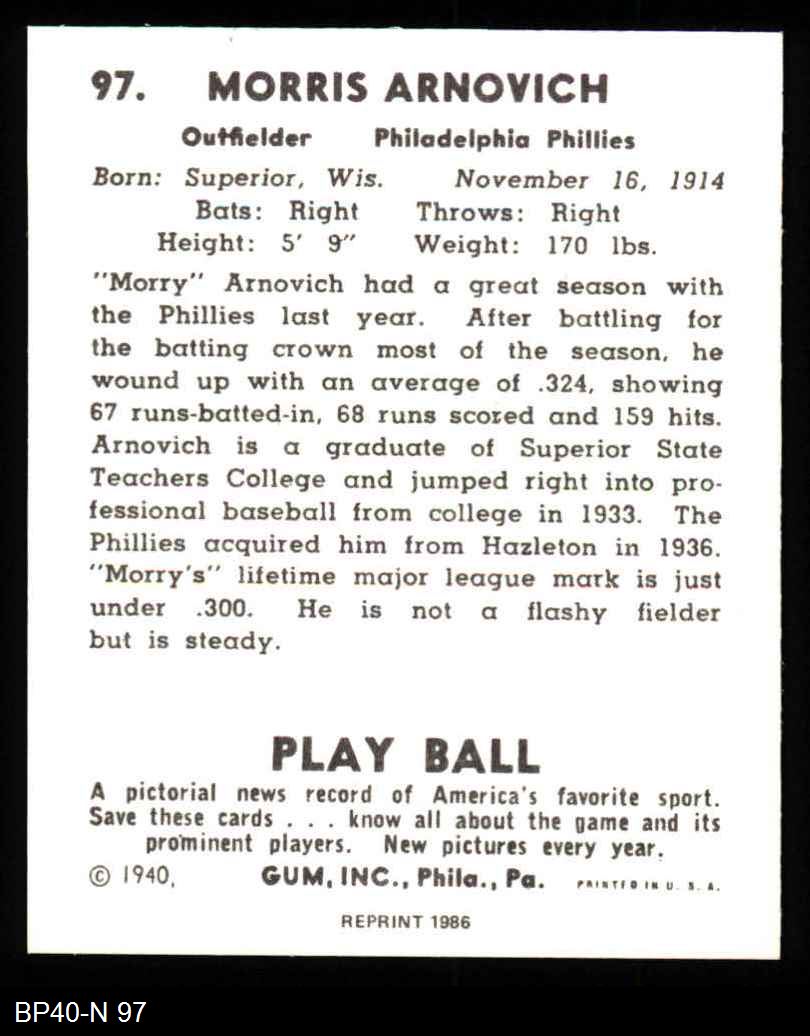 97. MORRIS ARNOVICH
Outfielder Philadelphia Phillies
Born: Superior, Wis. November 16, 1914
Bats: Right Throws: Right
Height: 5' 9" Weight: 170 lbs.
"Morry" Arnovich had a great season with
the Phillies last year. After battling for
the batting crown most of the season, he
wound up with an average of .324, showing
67 runs-batted-in, 68 runs scored and 159 hits.
Arnovich is a graduate of Superior State
Teachers College and jumped right into pro-
fessional baseball from college in 1933. The
Phillies acquired him from Hazleton in 1936.
"Morry's" lifetime major league mark is just
under .300. He is not a flashy fielder
but is steady.
PLAY BALL
A pictorial news record of America's favorite sport.
Save these cards . . . know all about the game and its
prominent players. New pictures every year.
© 1940, GUM, INC., Phila., Pa. PRINTED IN U. S. A.
REPRINT 1986
BP40-N 97